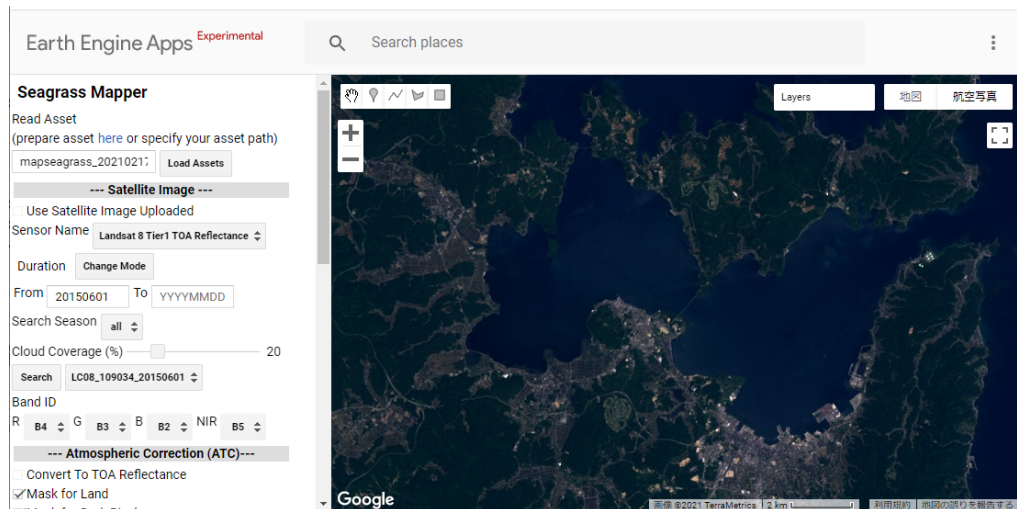 Earth Engine Apps Experimental
Search places
Seagrass Mapper
Read Asset
(prepare asset here or specify your asset path)
mapseagrass_20210217 Load Assets
--- Satellite Image ---
Use Satellite Image Uploaded
Sensor Name Landsat 8 Tier1 TOA Reflectance
Duration Change Mode
From 20150601 To YYYYMMDD
Search Season all
Cloud Coverage (%) 20
Search LC08_109034_20150601
Band ID
R B4 G B3 B B2 NIR B5
--- Atmospheric Correction (ATC)---
Convert To TOA Reflectance
Mask for Land
Layers
地図 航空写真
Google
画像 ©2021 TerraMetrics 2 km 利用規約 地図の誤りを報告する